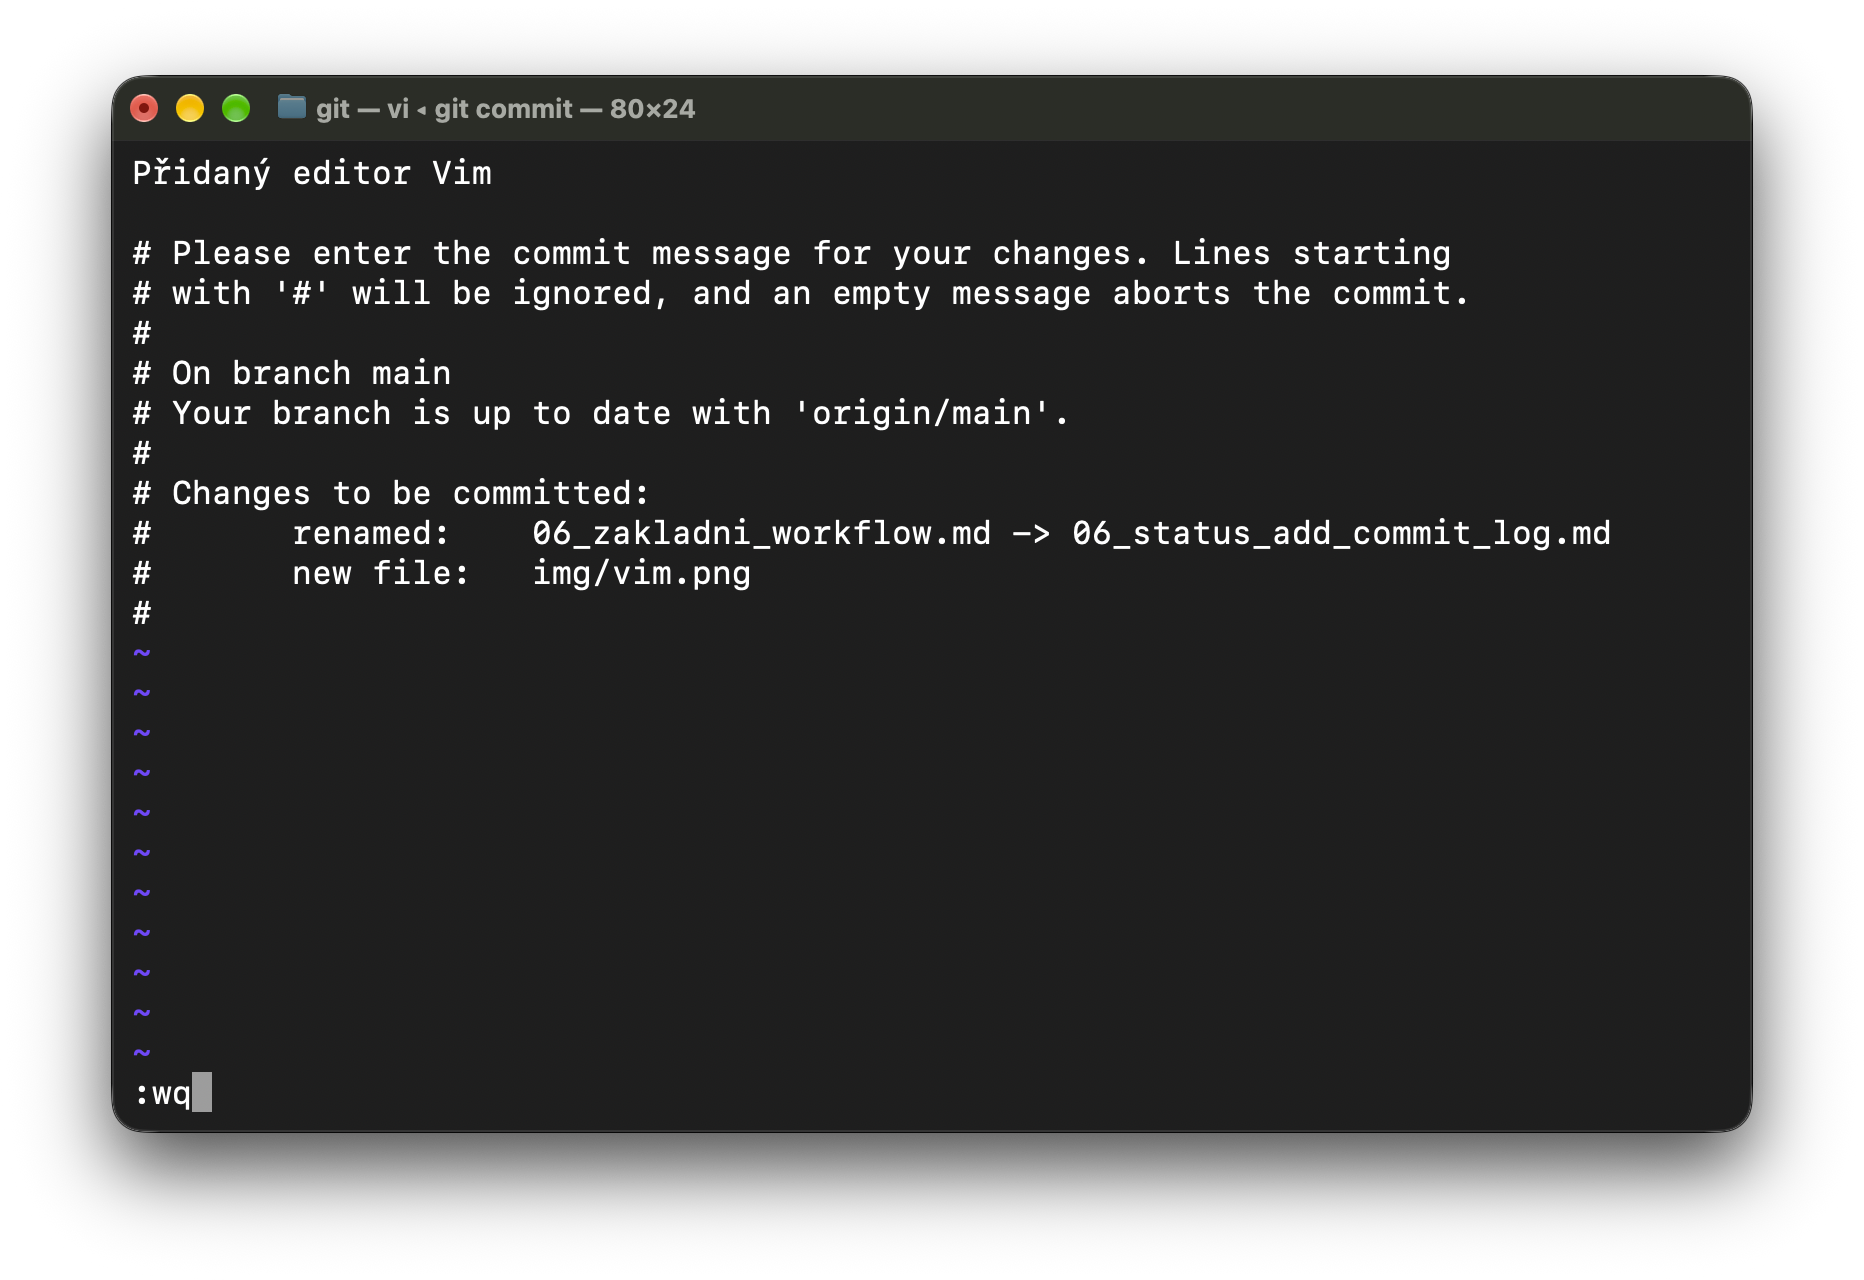 git — vi ◂ git commit — 80×24
Přidaný editor Vim
# Please enter the commit message for your changes. Lines starting
# with '#' will be ignored, and an empty message aborts the commit.
#
# On branch main
# Your branch is up to date with 'origin/main'.
#
# Changes to be committed:
#       renamed:    06_zakladni_workflow.md -> 06_status_add_commit_log.md
#       new file:   img/vim.png
#
~
~
~
~
~
~
~
~
~
~
~
:wq